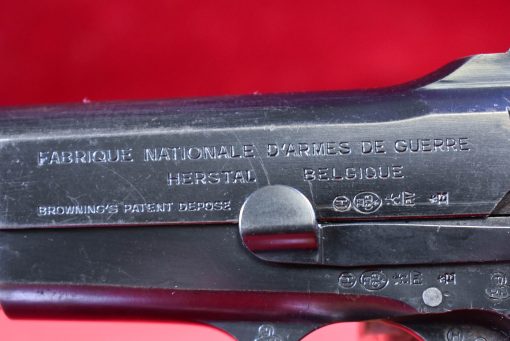 FABRIQUE NATIONALE D'ARMES DE GUERRE
HERSTAL BELGIQUE
BROWNING'S PATENT DEPOSE